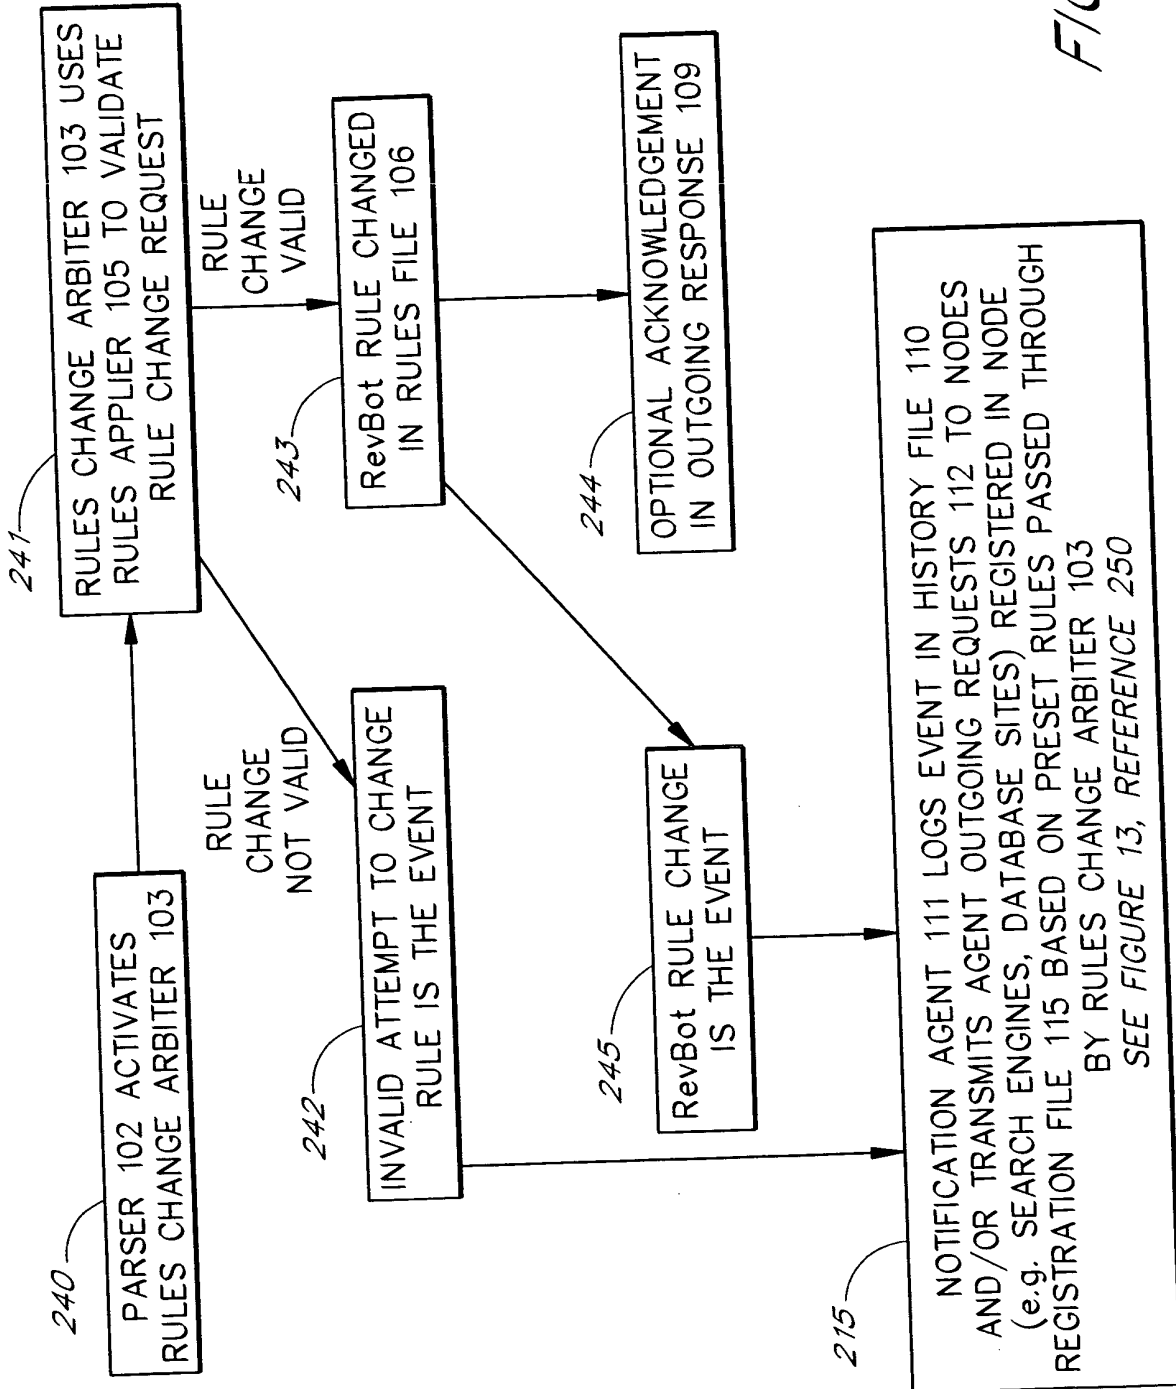 240
PARSER 102 ACTIVATES
RULES CHANGE ARBITER 103
241
RULES CHANGE ARBITER 103 USES
RULES APPLIER 105 TO VALIDATE
RULE CHANGE REQUEST
RULE
CHANGE
NOT VALID
RULE
CHANGE
VALID
242
INVALID ATTEMPT TO CHANGE
RULE IS THE EVENT
243
RevBot RULE CHANGED
IN RULES FILE 106
244
OPTIONAL ACKNOWLEDGEMENT
IN OUTGOING RESPONSE 109
245
RevBot RULE CHANGE
IS THE EVENT
215
NOTIFICATION AGENT 111 LOGS EVENT IN HISTORY FILE 110
AND/OR TRANSMITS AGENT OUTGOING REQUESTS 112 TO NODES
(e.g. SEARCH ENGINES, DATABASE SITES) REGISTERED IN NODE
REGISTRATION FILE 115 BASED ON PRESET RULES PASSED THROUGH
BY RULES CHANGE ARBITER 103
SEE FIGURE 13, REFERENCE 250